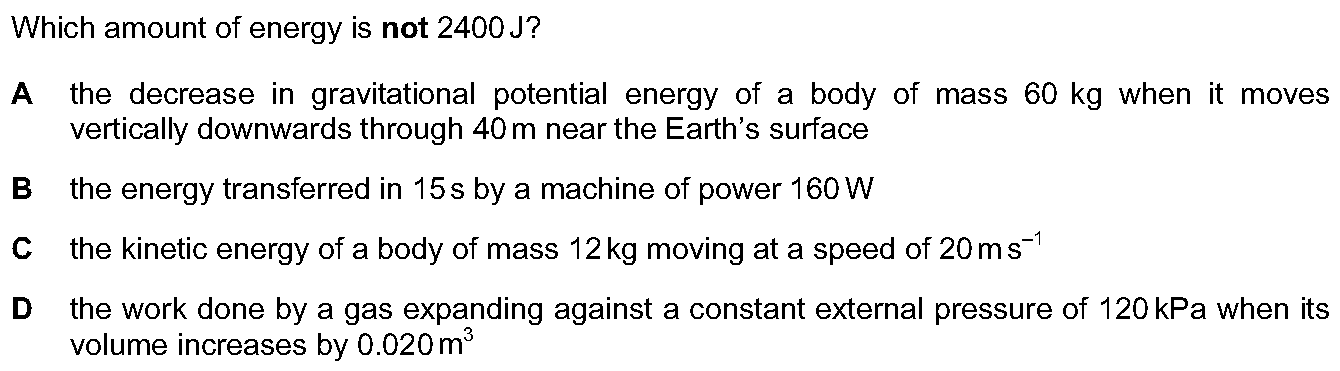 Which amount of energy is not 2400 J?
A the decrease in gravitational potential energy of a body of mass 60 kg when it moves
vertically downwards through 40 m near the Earth's surface
B the energy transferred in 15 s by a machine of power 160 W
C the kinetic energy of a body of mass 12 kg moving at a speed of 20 m s⁻¹
D the work done by a gas expanding against a constant external pressure of 120 kPa when its
volume increases by 0.020 m³